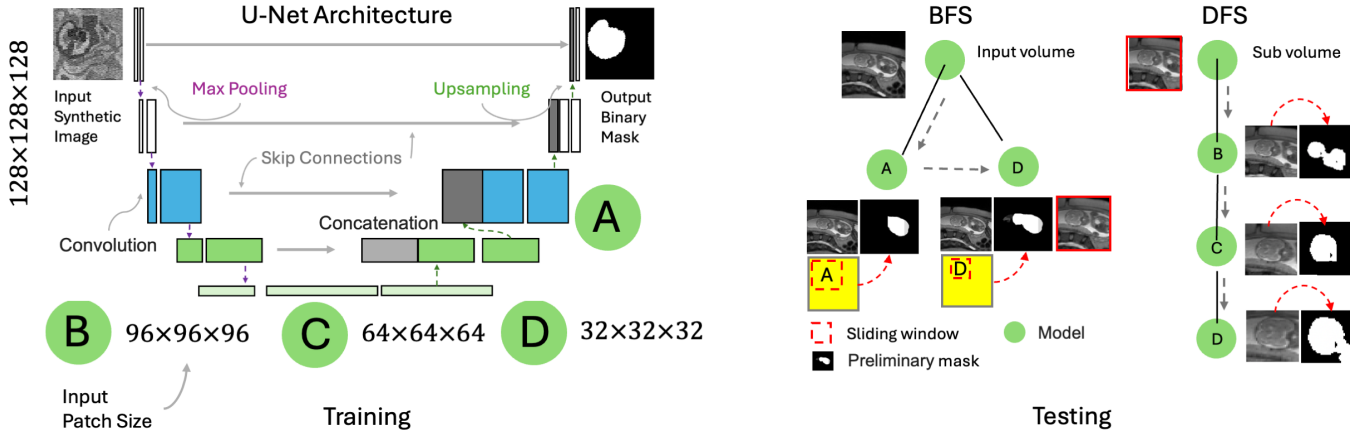 U-Net Architecture
128×128×128
Input
Synthetic
Image
Max Pooling
Upsampling
Output
Binary
Mask
Skip Connections
Convolution
Concatenation
A
B
96×96×96
C
64×64×64
D
32×32×32
Input
Patch Size
Training
BFS
Input volume
A
D
A
D
Sliding window
Model
Preliminary mask
DFS
Sub volume
B
C
D
Testing